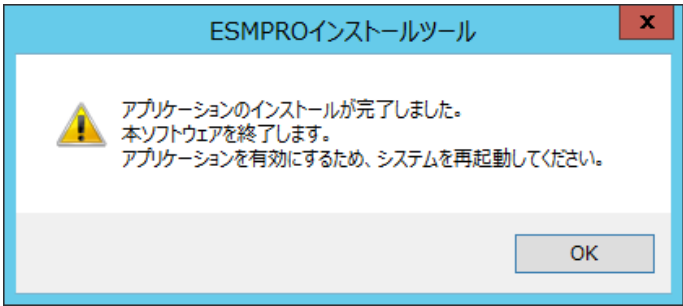 ESMPROインストールツール
x
アプリケーションのインストールが完了しました。
本ソフトウェアを終了します。
アプリケーションを有効にするため、システムを再起動してください。
OK